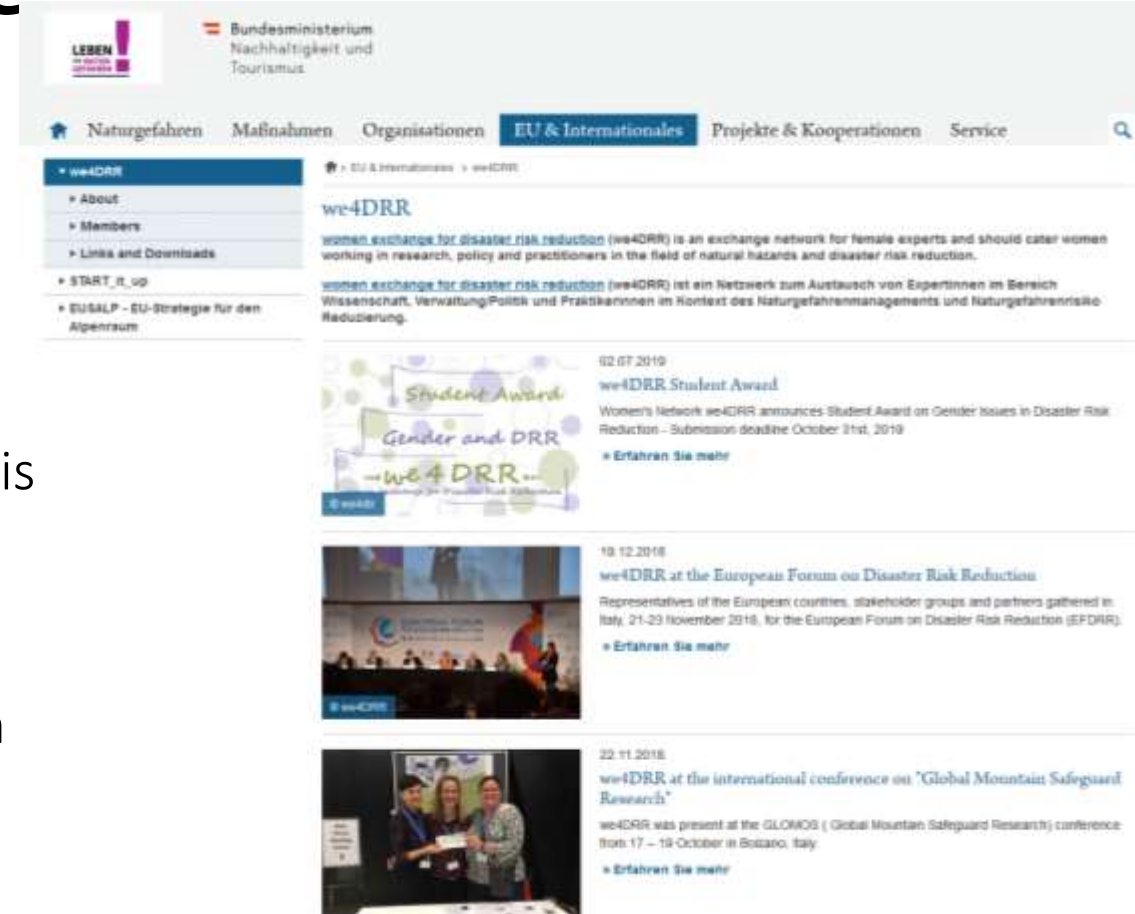 LEBEN
Bundesministerium
Nachhaltigkeit und
Tourismus
Naturgefahren Maßnahmen Organisationen EU & Internationales Projekte & Kooperationen Service
we4DRR
About
Members
Links and Downloads
START_it_up
EUSALP - EU-Strategie für den
Alpenraum
> EU & Internationales > we4DRR
we4DRR
women exchange for disaster risk reduction (we4DRR) is an exchange network for female experts and should cater women
working in research, policy and practitioners in the field of natural hazards and disaster risk reduction.
women exchange for disaster risk reduction (we4DRR) ist ein Netzwerk zum Austausch von Expertinnen im Bereich
Wissenschaft, Verwaltung/Politik und Praktikerinnen im Kontext des Naturgefahrenmanagements und Naturgefahrenrisiko
Reduzierung.
Student Award
Gender and DRR
we 4 DRR
02.07.2019
we4DRR Student Award
Women's Network we4DRR announces Student Award on Gender Issues in Disaster Risk
Reduction - Submission deadline October 31st, 2019
» Erfahren Sie mehr
is
EUROPEAN FORUM
© we4DRR
we4DRR at the European Forum on Disaster Risk Reduction
Representatives of the European countries, stakeholder groups and partners gathered in
Italy, 21-23 November 2018, for the European Forum on Disaster Risk Reduction (EFDRR).
» Erfahren Sie mehr
22.11.2018
we4DRR at the international conference on "Global Mountain Safeguard
Research"
we4DRR was present at the GLOMOS ( Global Mountain Safeguard Research) conference
from 17 – 19 October in Bolzano, Italy
» Erfahren Sie mehr